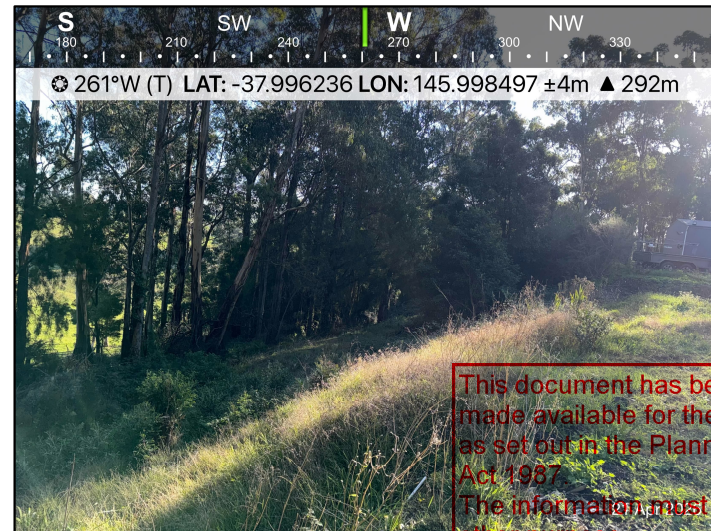 S SW W NW
180 210 240 270 300 330
261°W (T) LAT: -37.996236 LON: 145.998497 ±4m ▲ 292m
This document has be
made available for the
as set out in the Plann
Act 1987.
The information must